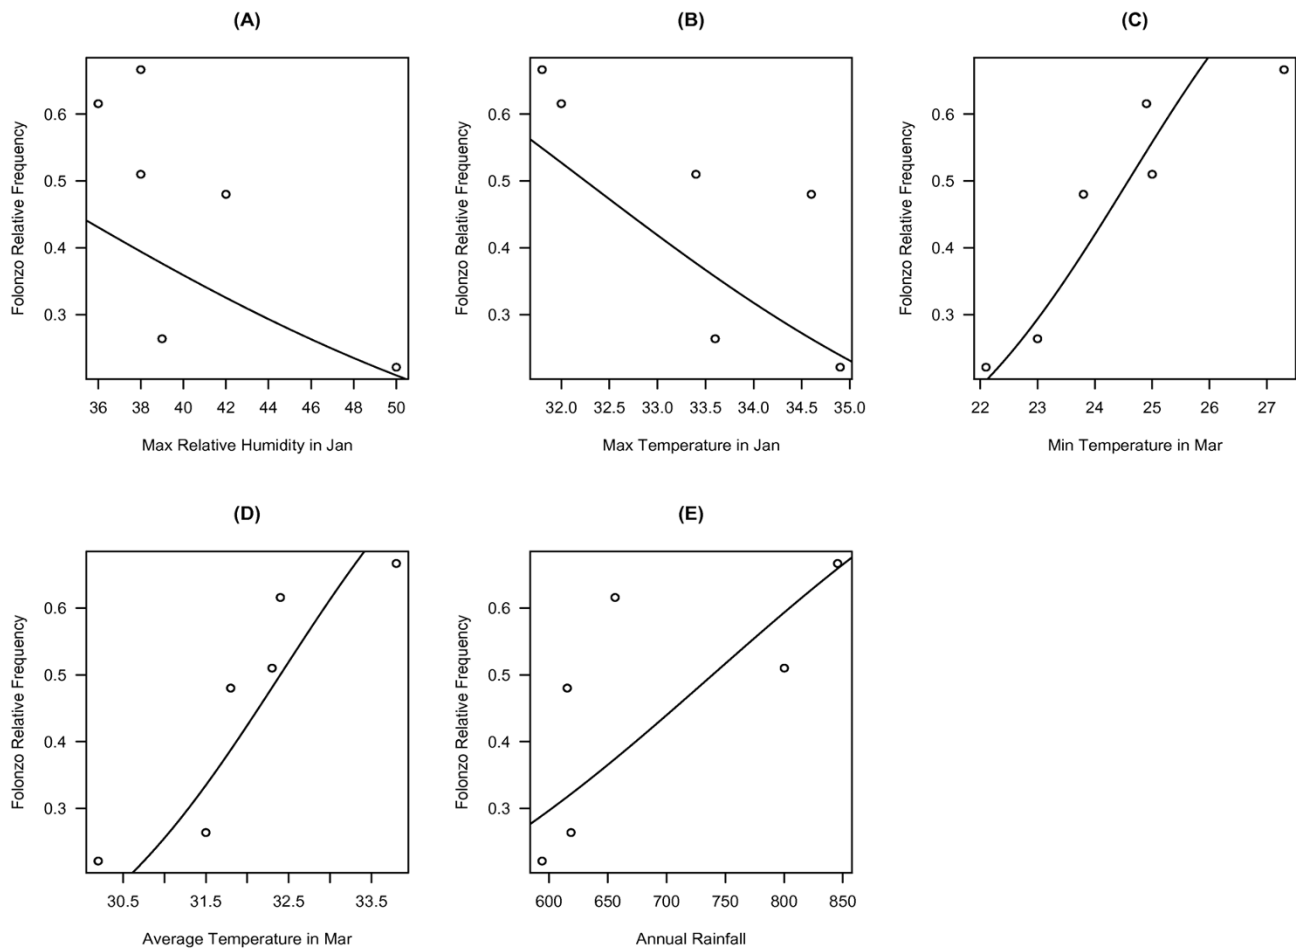 (A)
Folonzo Relative Frequency
0.6
0.5
0.4
0.3
36 38 40 42 44 46 48 50
Max Relative Humidity in Jan
(B)
Folonzo Relative Frequency
0.6
0.5
0.4
0.3
32.0 32.5 33.0 33.5 34.0 34.5 35.0
Max Temperature in Jan
(C)
Folonzo Relative Frequency
0.6
0.5
0.4
0.3
22 23 24 25 26 27
Min Temperature in Mar
(D)
Folonzo Relative Frequency
0.6
0.5
0.4
0.3
30.5 31.5 32.5 33.5
Average Temperature in Mar
(E)
Folonzo Relative Frequency
0.6
0.5
0.4
0.3
600 650 700 750 800 850
Annual Rainfall